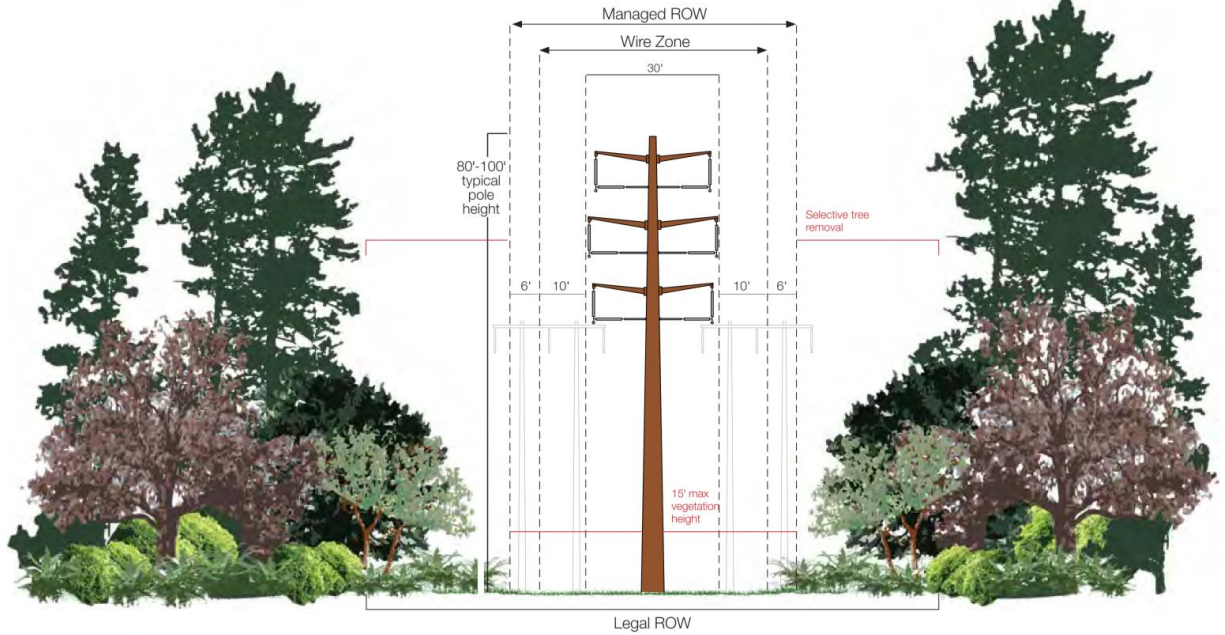 Managed ROW
Wire Zone
30'
80'-100'
typical
pole
height
Selective tree
removal
6'
10'
10'
6'
15' max
vegetation
height
Legal ROW